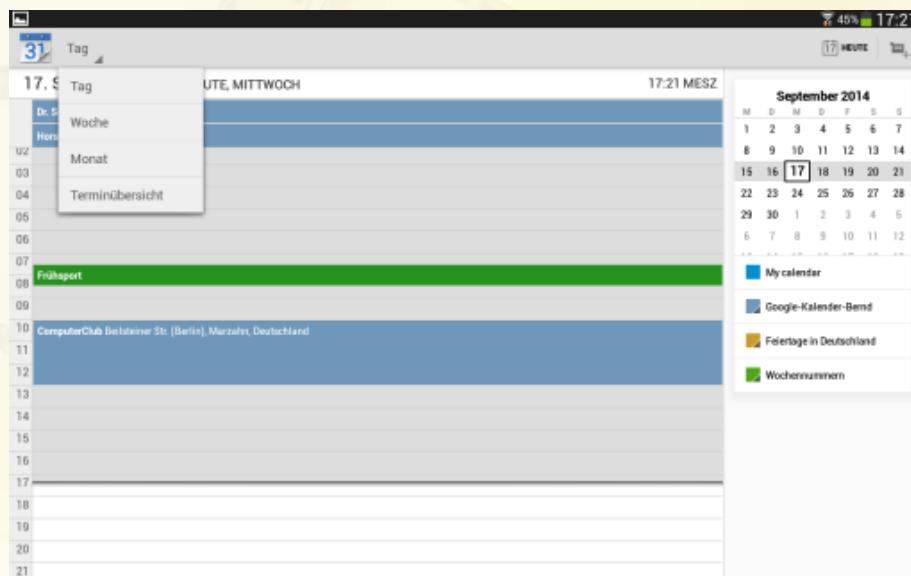 45% 17:21
31 Tag 17 HEUTE
Tag
Woche
Monat
Terminübersicht
17. S UTE, MITTWOCH 17:21 MESZ
Dr. S
Hors
02
03
04
05
06
07
Frühsport
08
09
10
ComputerClub Beilsteiner Str. (Berlin), Marzahn, Deutschland
11
12
13
14
15
16
17
18
19
20
21
September 2014
M D M D F S S
1 2 3 4 5 6 7
8 9 10 11 12 13 14
15 16 17 18 19 20 21
22 23 24 25 26 27 28
29 30 1 2 3 4 5
6 7 8 9 10 11 12
My calendar
Google-Kalender-Bernd
Feiertage in Deutschland
Wochennummern